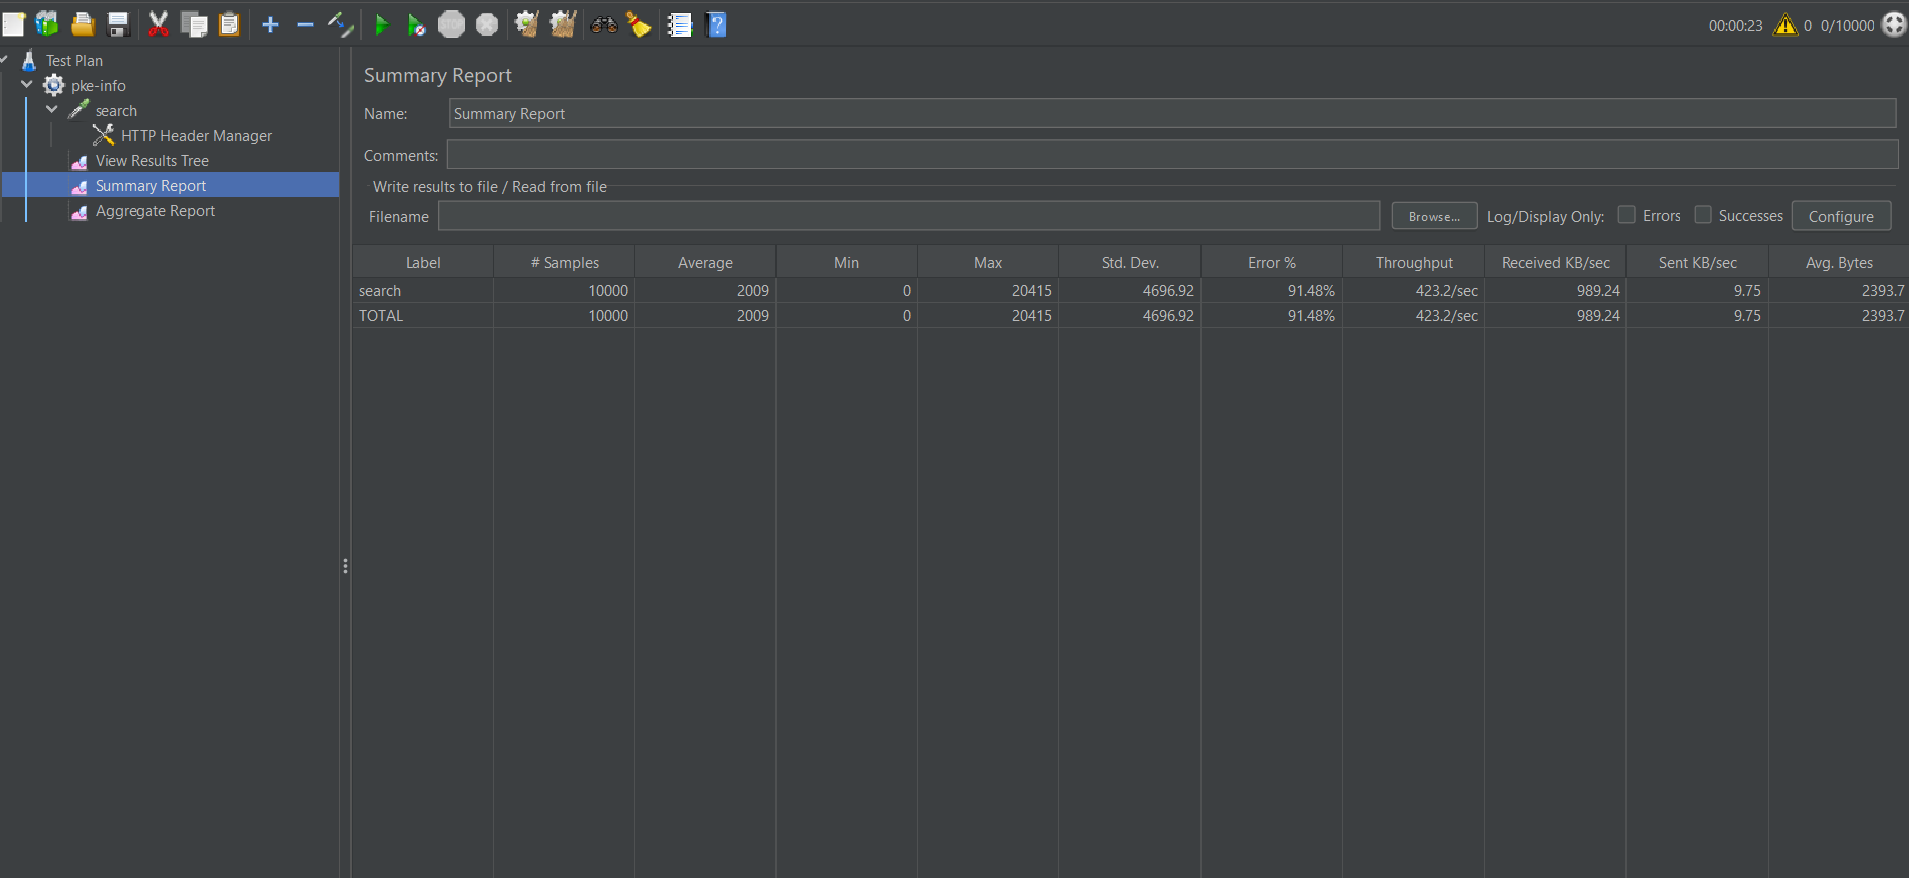 00:00:23 0 0/10000
Test Plan
pke-info
search
HTTP Header Manager
View Results Tree
Summary Report
Aggregate Report
Summary Report
Name: Summary Report
Comments:
Write results to file / Read from file
Filename Browse... Log/Display Only: Errors Successes Configure
Label # Samples Average Min Max Std. Dev. Error % Throughput Received KB/sec Sent KB/sec Avg. Bytes
search 10000 2009 0 20415 4696.92 91.48% 423.2/sec 989.24 9.75 2393.7
TOTAL 10000 2009 0 20415 4696.92 91.48% 423.2/sec 989.24 9.75 2393.7